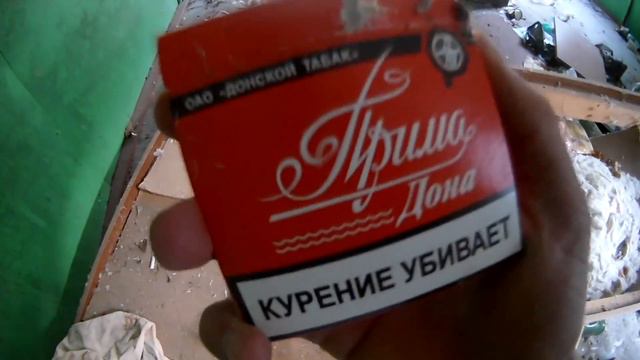 ОАО «ДОНСКОЙ ТАБАК»
Прима
Дона
КУРЕНИЕ УБИВАЕТ